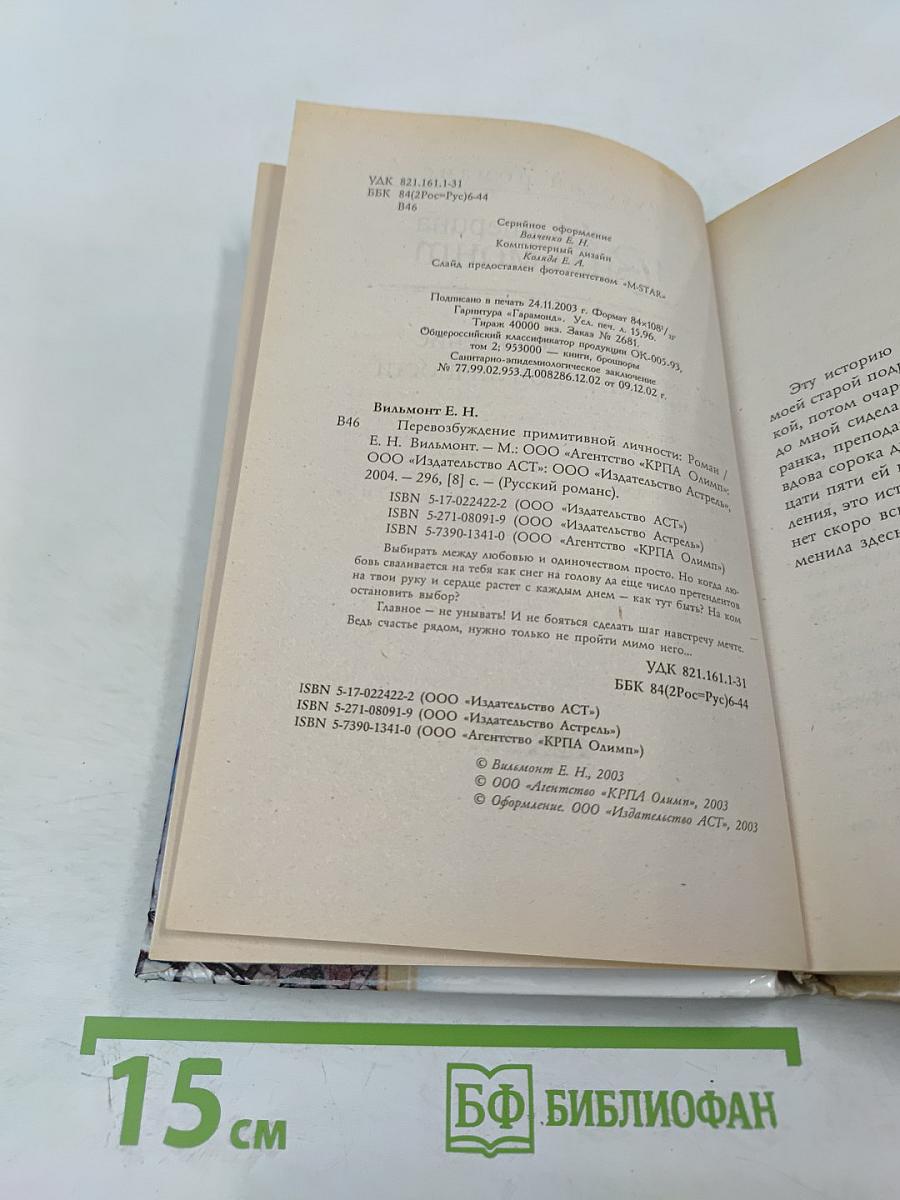 УДК 821.161.1-31
ББК 84(2Рос=Рус)6-44
В46
Серийное оформление
Волченко Е. Н.
Компьютерный дизайн
Коляда Е. А.
Слайд предоставлен фотоагентством «M-STAR»
Подписано в печать 24.11.2003 г. Формат 84×108¹/₃₂
Гарнитура «Гарамонд». Усл. печ. л. 15,96.
Тираж 40000 экз. Заказ № 2681.
Общероссийский классификатор продукции ОК-005-93,
том 2; 953000 — книги, брошюры
Санитарно-эпидемиологическое заключение
№ 77.99.02.953.Д.008286.12.02 от 09.12.02 г.
Вильмонт Е. Н.
В46 Перевозбуждение примитивной личности: Роман /
Е. Н. Вильмонт. — М.: ООО «Агентство «КРПА Олимп»:
ООО «Издательство АСТ»: ООО «Издательство Астрель»,
2004. — 296, [8] с. — (Русский романс).
ISBN 5-17-022422-2 (ООО «Издательство АСТ»)
ISBN 5-271-08091-9 (ООО «Издательство Астрель»)
ISBN 5-7390-1341-0 (ООО «Агентство «КРПА Олимп»)
Выбирать между любовью и одиночеством просто. Но когда лю-
бовь сваливается на тебя как снег на голову да еще число претендентов
на твои руку и сердце растет с каждым днем — как тут быть? На ком
остановить выбор?
Главное — не унывать! И не бояться сделать шаг навстречу мечте.
Ведь счастье рядом, нужно только не пройти мимо него...
УДК 821.161.1-31
ББК 84(2Рос=Рус)6-44
ISBN 5-17-022422-2 (ООО «Издательство АСТ»)
ISBN 5-271-08091-9 (ООО «Издательство Астрель»)
ISBN 5-7390-1341-0 (ООО «Агентство «КРПА Олимп»)
© Вильмонт Е. Н., 2003
© ООО «Агентство «КРПА Олимп», 2003
© Оформление. ООО «Издательство АСТ», 2003
Эту историю
моей старой
кой, потом
до мной сидела
ранка,
вдова сорока
цати пяти ей
ления, это
нет скоро
менила здесь
15 см
БФ БИБЛИОФАН